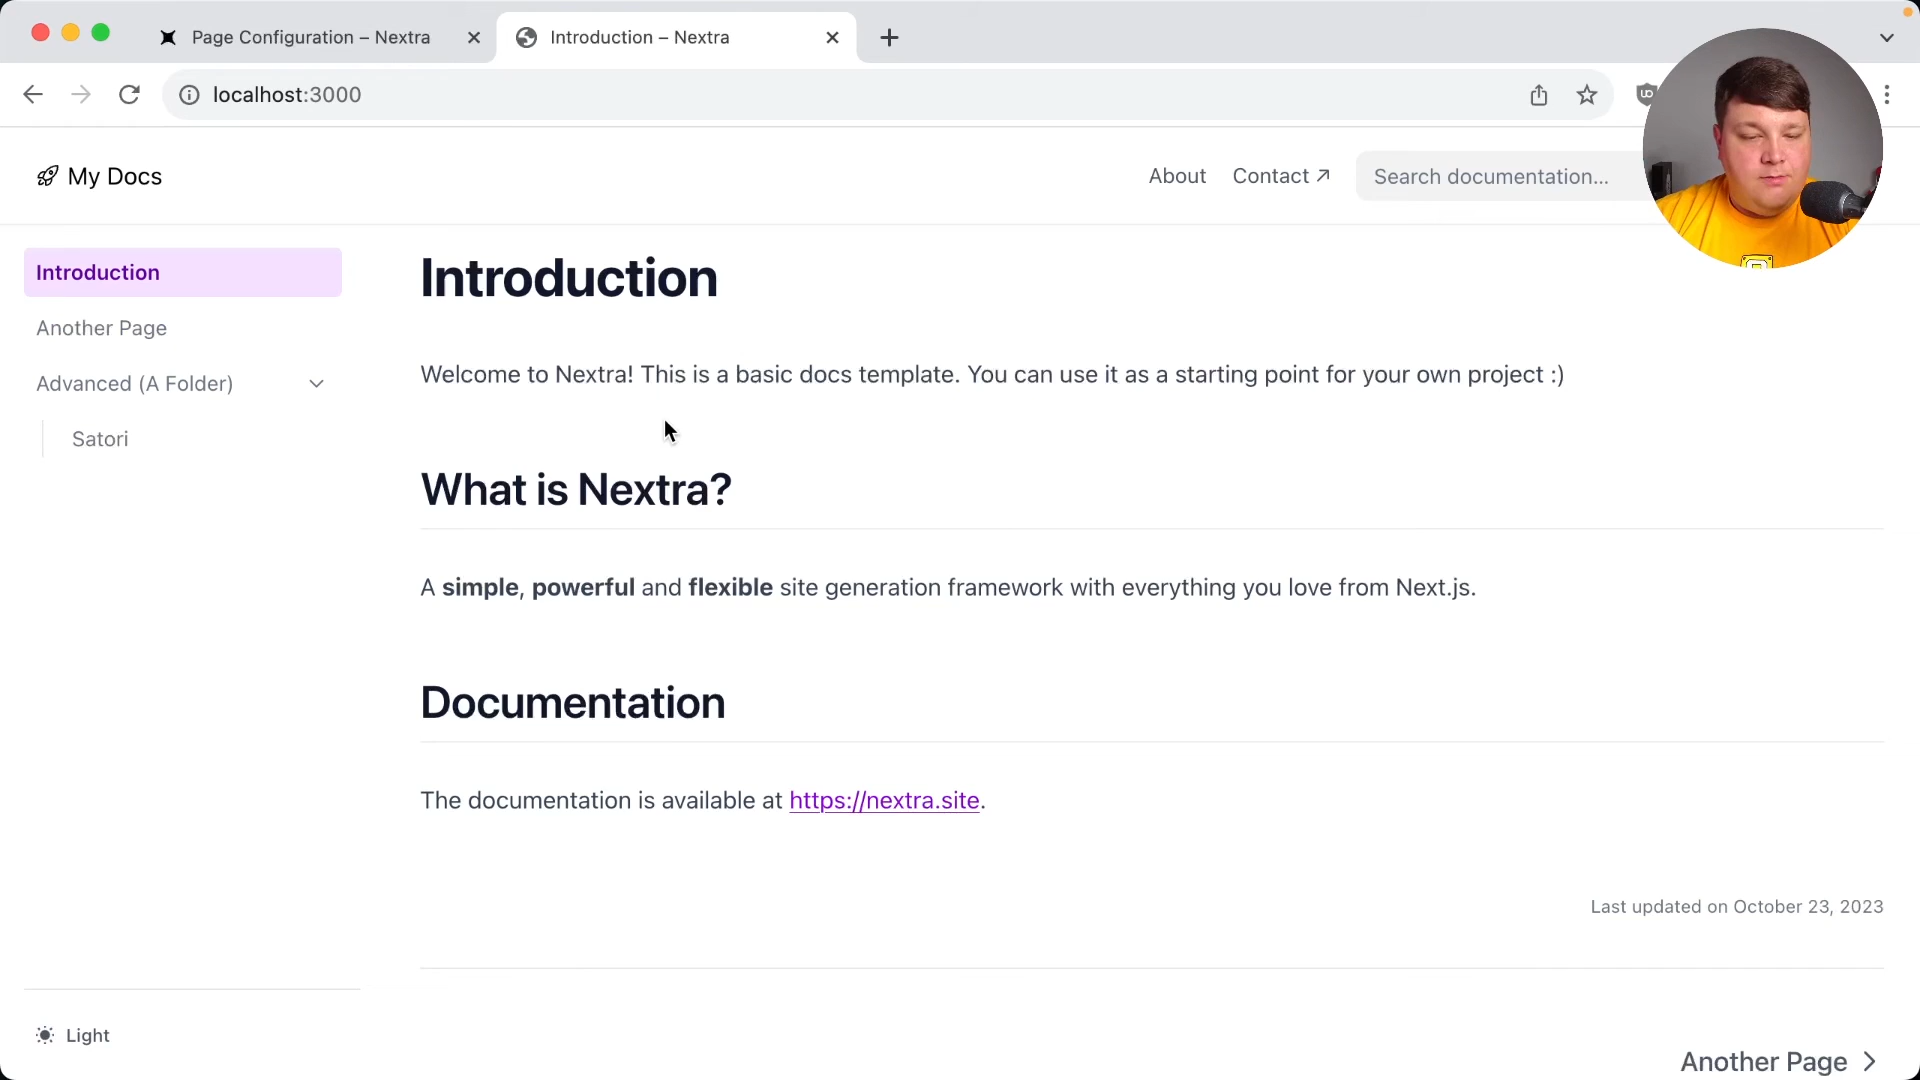 Page Configuration – Nextra
Introduction – Nextra
localhost:3000
My Docs
About
Contact
Search documentation...
Introduction
Another Page
Advanced (A Folder)
Satori
Introduction
Welcome to Nextra! This is a basic docs template. You can use it as a starting point for your own project :)
What is Nextra?
A simple, powerful and flexible site generation framework with everything you love from Next.js.
Documentation
The documentation is available at https://nextra.site.
Last updated on October 23, 2023
Light
Another Page